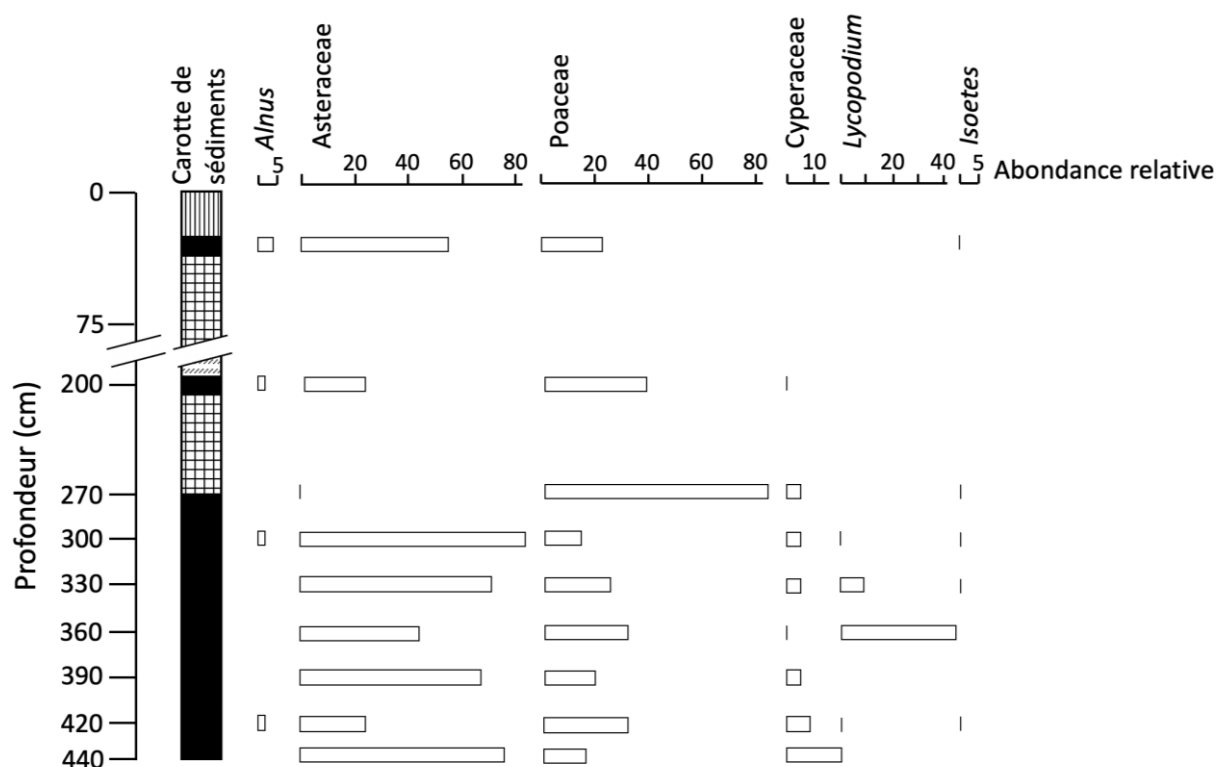 Carotte de
sédiments
Alnus
Asteraceae
Poaceae
Cyperaceae
Lycopodium
Isoetes
5
20 40 60 80
20 40 60 80
10
20 40
5
Abondance relative
Profondeur (cm)
0
75
200
270
300
330
360
390
420
440